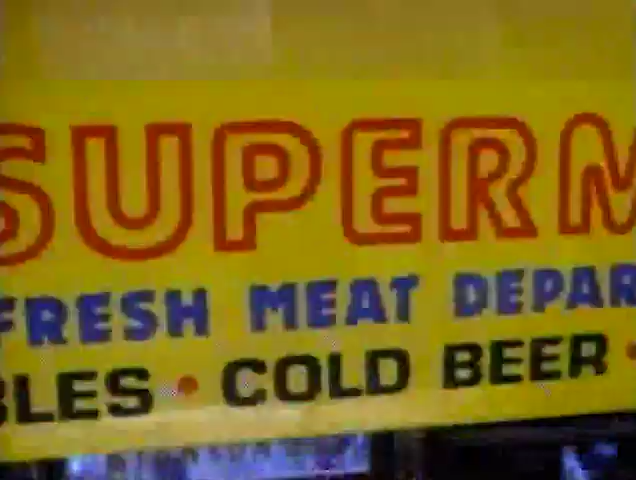 SUPERM
FRESH MEAT DEPAR
BLES • COLD BEER •